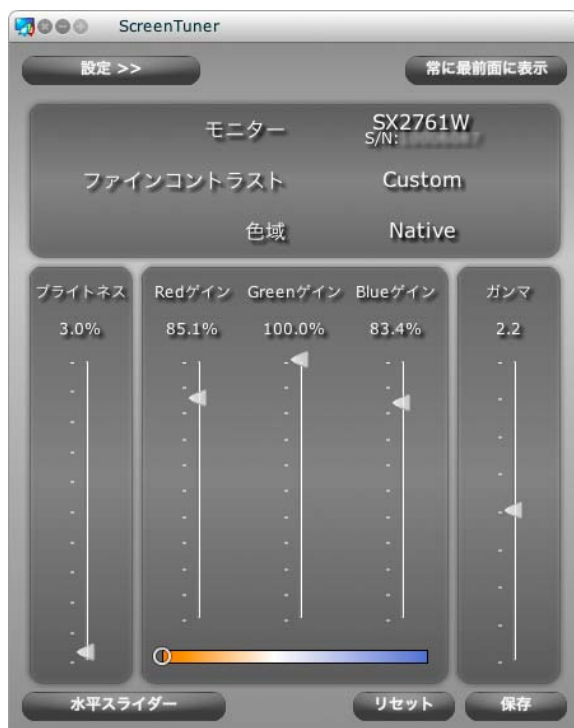 ScreenTuner
設定 >>
常に最前面に表示
モニター
SX2761W
S/N:
ファインコントラスト
Custom
色域
Native
ブライトネス
Redゲイン
Greenゲイン
Blueゲイン
ガンマ
3.0%
85.1%
100.0%
83.4%
2.2
水平スライダー
リセット
保存